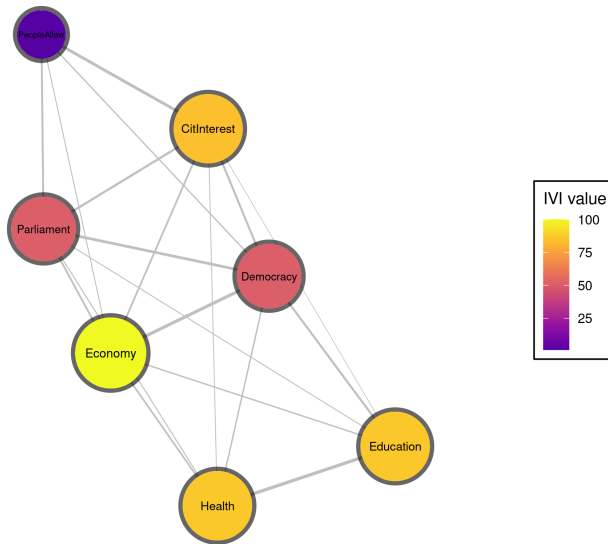 PeopleAllow
CitInterest
Parliament
Democracy
Economy
Education
Health
IVI value
100
75
50
25